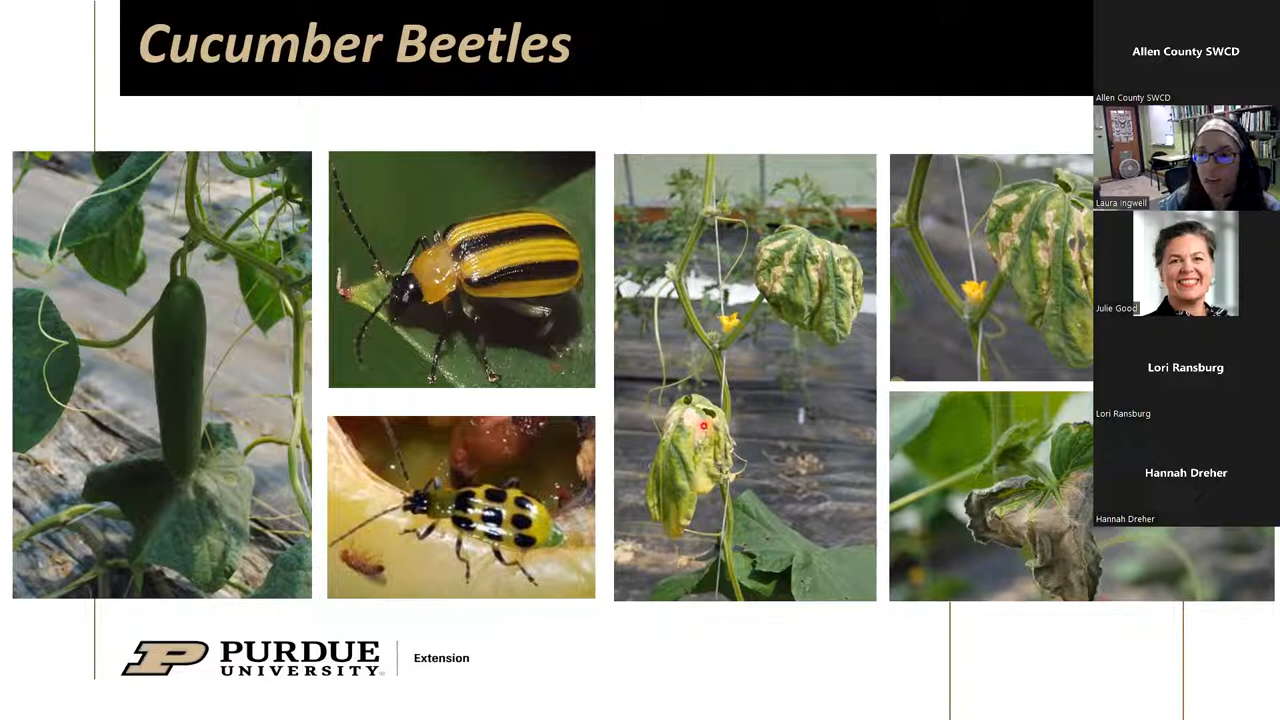 Cucumber Beetles
Allen County SWCD
Allen County SWCD
Laura Ingwell
Julie Good
Lori Ransburg
Lori Ransburg
Hannah Dreher
Hannah Dreher
PURDUE
UNIVERSITY
Extension